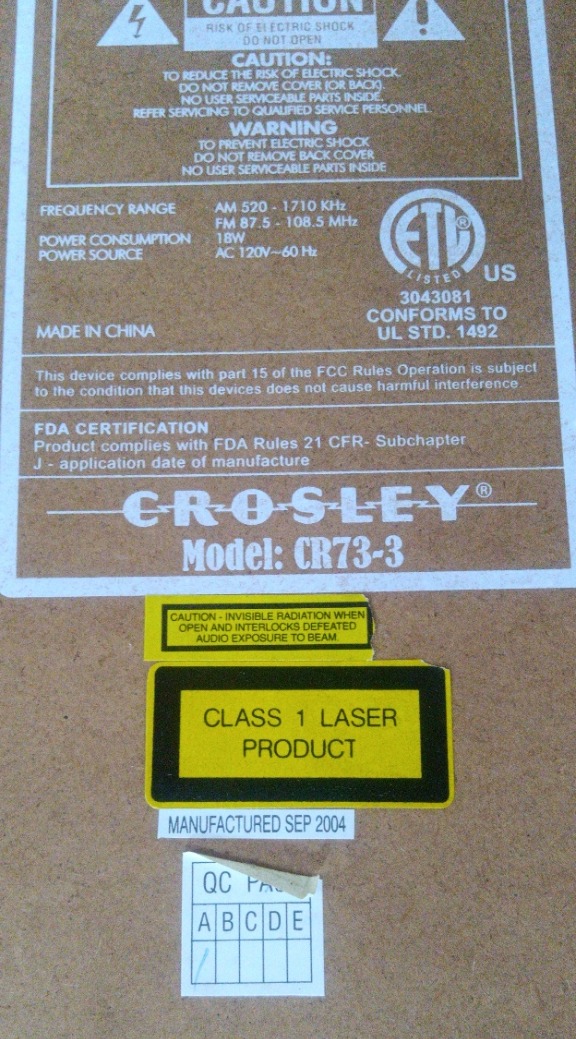 CAUTION
RISK OF ELECTRIC SHOCK
DO NOT OPEN
CAUTION:
TO REDUCE THE RISK OF ELECTRIC SHOCK.
DO NOT REMOVE COVER (OR BACK).
NO USER SERVICEABLE PARTS INSIDE.
REFER SERVICING TO QUALIFIED SERVICE PERSONNEL.
WARNING
TO PREVENT ELECTRIC SHOCK
DO NOT REMOVE BACK COVER
NO USER SERVICEABLE PARTS INSIDE
FREQUENCY RANGE AM 520 - 1710 KHz
FM 87.5 - 108.5 MHz
POWER CONSUMPTION 18W
POWER SOURCE AC 120V~60 Hz
ETL ®
LISTED US
3043081
CONFORMS TO
UL STD. 1492
MADE IN CHINA
This device complies with part 15 of the FCC Rules Operation is subject
to the condition that this devices does not cause harmful interference.
FDA CERTIFICATION
Product complies with FDA Rules 21 CFR- Subchapter
J - application date of manufacture
CROSLEY®
Model: CR73-3
CAUTION - INVISIBLE RADIATION WHEN
OPEN AND INTERLOCKS DEFEATED
AUDIO EXPOSURE TO BEAM.
CLASS 1 LASER
PRODUCT
MANUFACTURED SEP 2004
QC
A B C D E